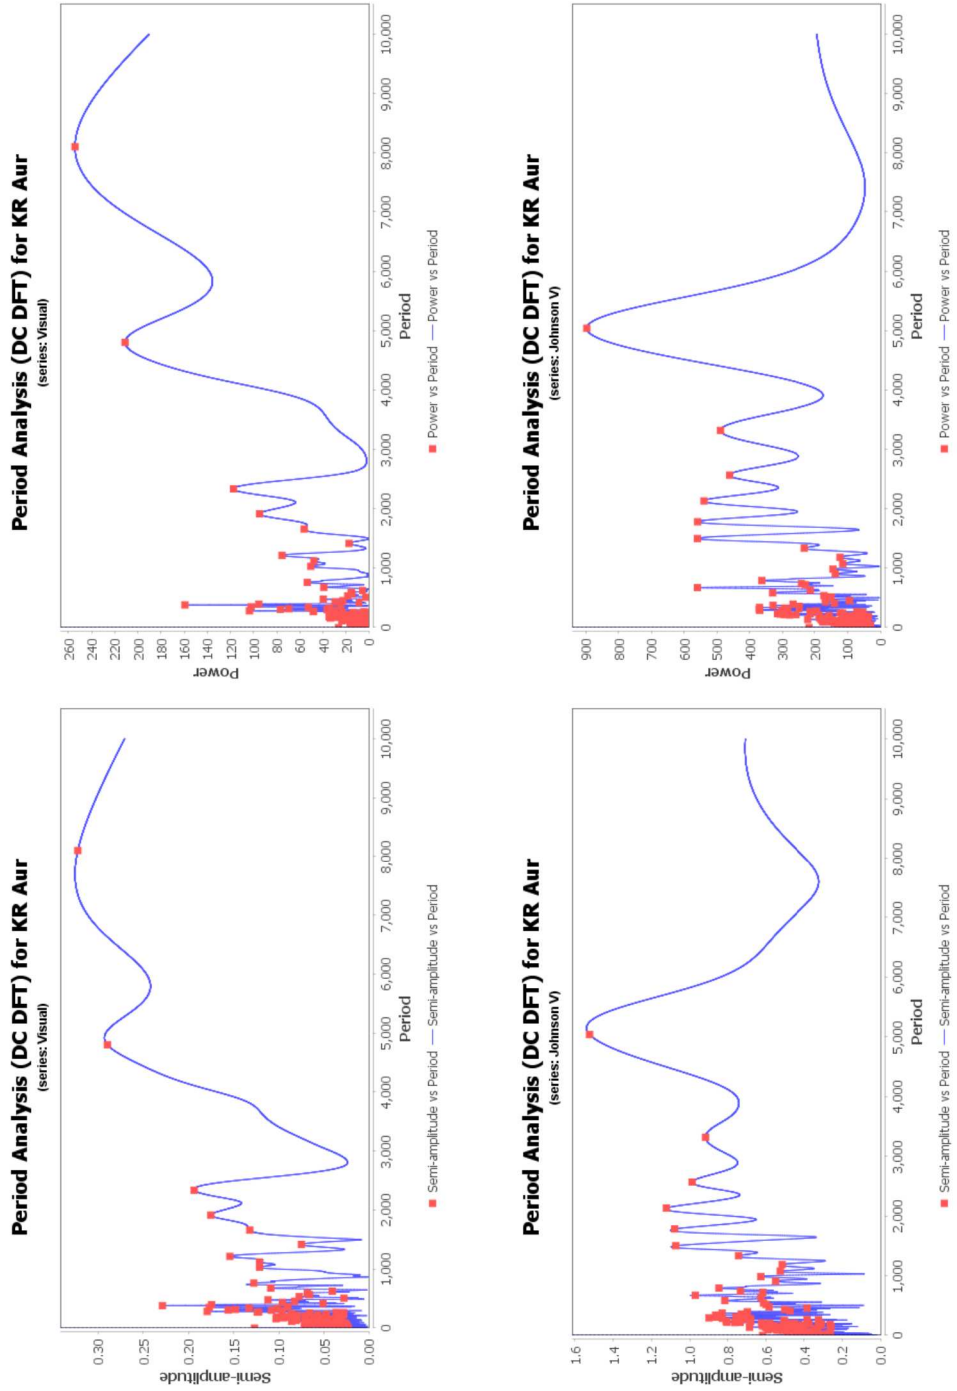 Period Analysis (DC DFT) for KR Aur
(series: Visual)
Semi-amplitude
0.30
0.25
0.20
0.15
0.10
0.05
0.00
0 1,000 2,000 3,000 4,000 5,000 6,000 7,000 8,000 9,000 10,000
Period
Semi-amplitude vs Period Semi-amplitude vs Period
Period Analysis (DC DFT) for KR Aur
(series: Visual)
Power
260
240
220
200
180
160
140
120
100
80
60
40
20
0
0 1,000 2,000 3,000 4,000 5,000 6,000 7,000 8,000 9,000 10,000
Period
Power vs Period Power vs Period
Period Analysis (DC DFT) for KR Aur
(series: Johnson V)
Semi-amplitude
1.6
1.4
1.2
1.0
0.8
0.6
0.4
0.2
0.0
0 1,000 2,000 3,000 4,000 5,000 6,000 7,000 8,000 9,000 10,000
Period
Semi-amplitude vs Period Semi-amplitude vs Period
Period Analysis (DC DFT) for KR Aur
(series: Johnson V)
Power
900
800
700
600
500
400
300
200
100
0
0 1,000 2,000 3,000 4,000 5,000 6,000 7,000 8,000 9,000 10,000
Period
Power vs Period Power vs Period